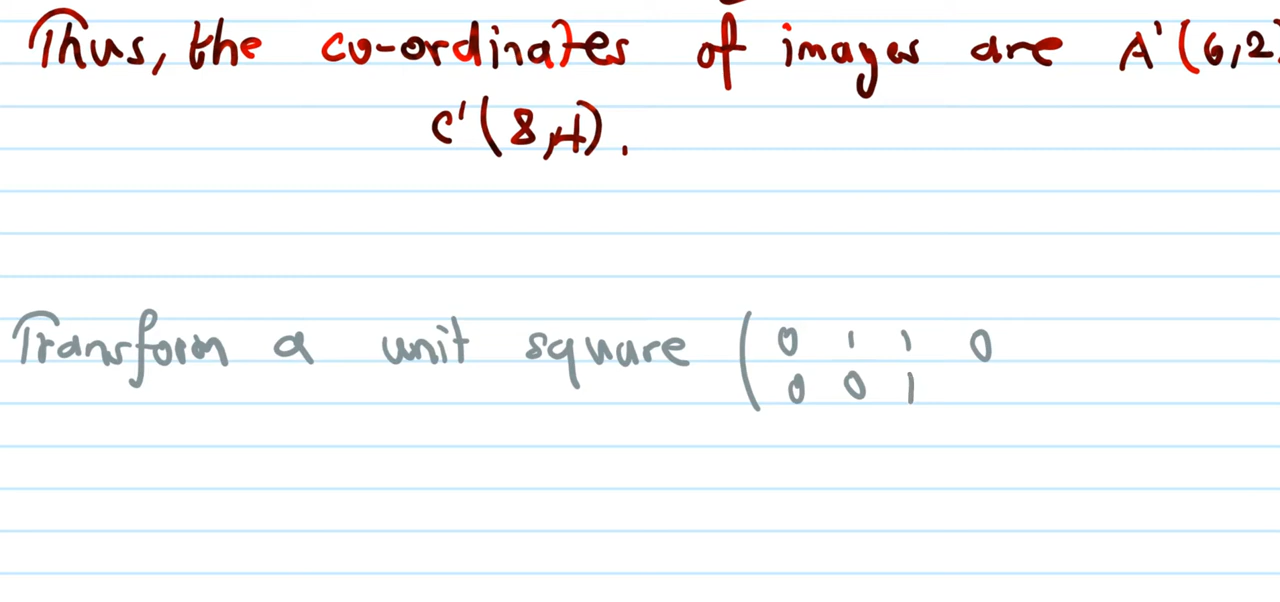 Thus, the co-ordinates of images are A'(6,2
C'(8,4).
Transform a unit square ( 0 1 1 0
0 0 1